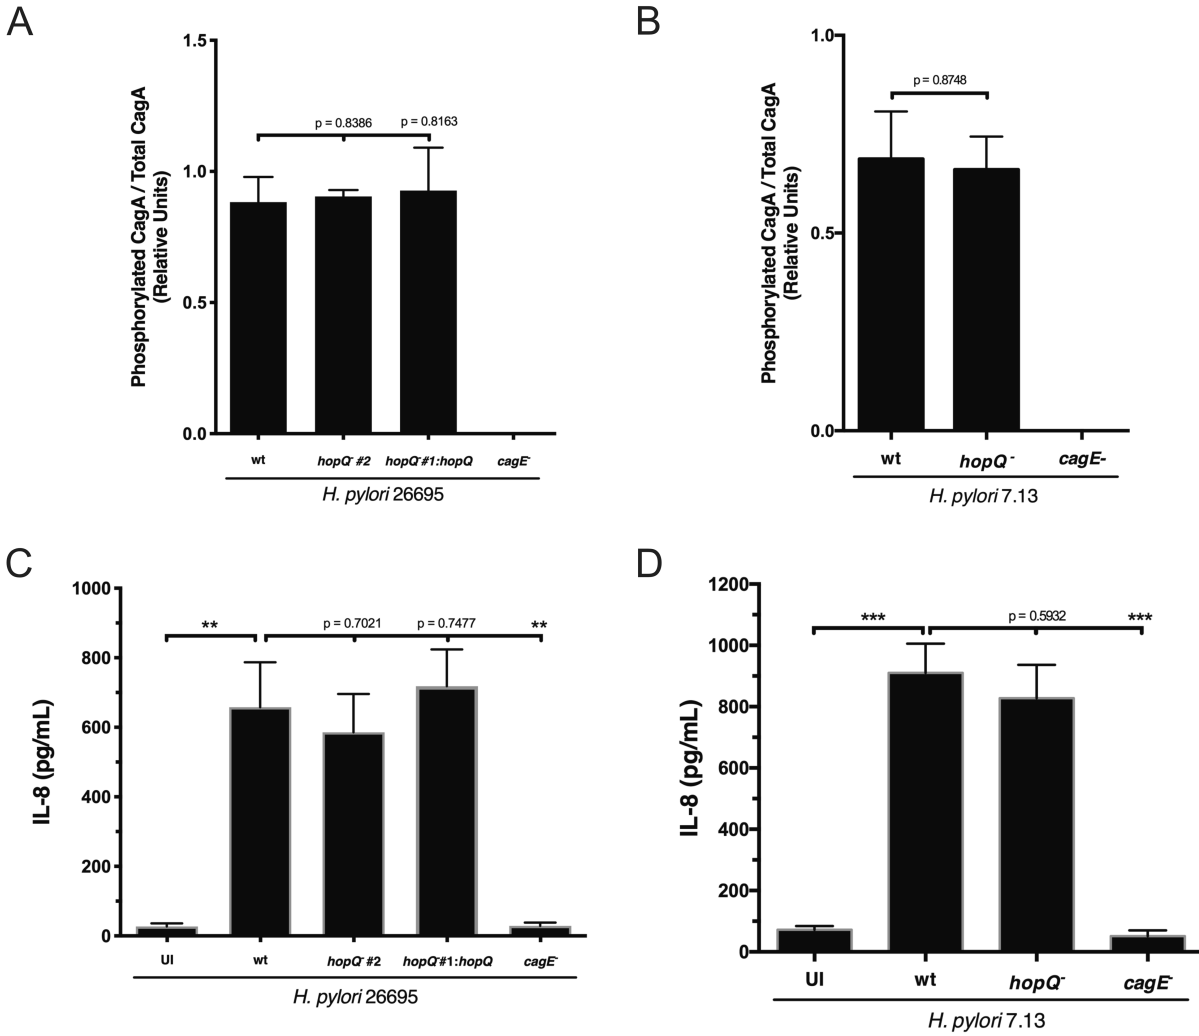 A
Phosphorylated CagA / Total CagA
(Relative Units)
1.5
1.0
0.5
0.0
p = 0.8386
p = 0.8163
wt
hopQ- #2
hopQ-#1:hopQ
cagE-
H. pylori 26695
B
Phosphorylated CagA / Total CagA
(Relative Units)
1.0
0.5
0.0
p = 0.8748
wt
hopQ -
cagE-
H. pylori 7.13
C
IL-8 (pg/mL)
1000
800
600
400
200
0
**
p = 0.7021
p = 0.7477
**
UI
wt
hopQ- #2
hopQ-#1:hopQ
cagE-
H. pylori 26695
D
IL-8 (pg/mL)
1200
1000
800
600
400
200
0
***
p = 0.5932
***
UI
wt
hopQ-
cagE-
H. pylori 7.13